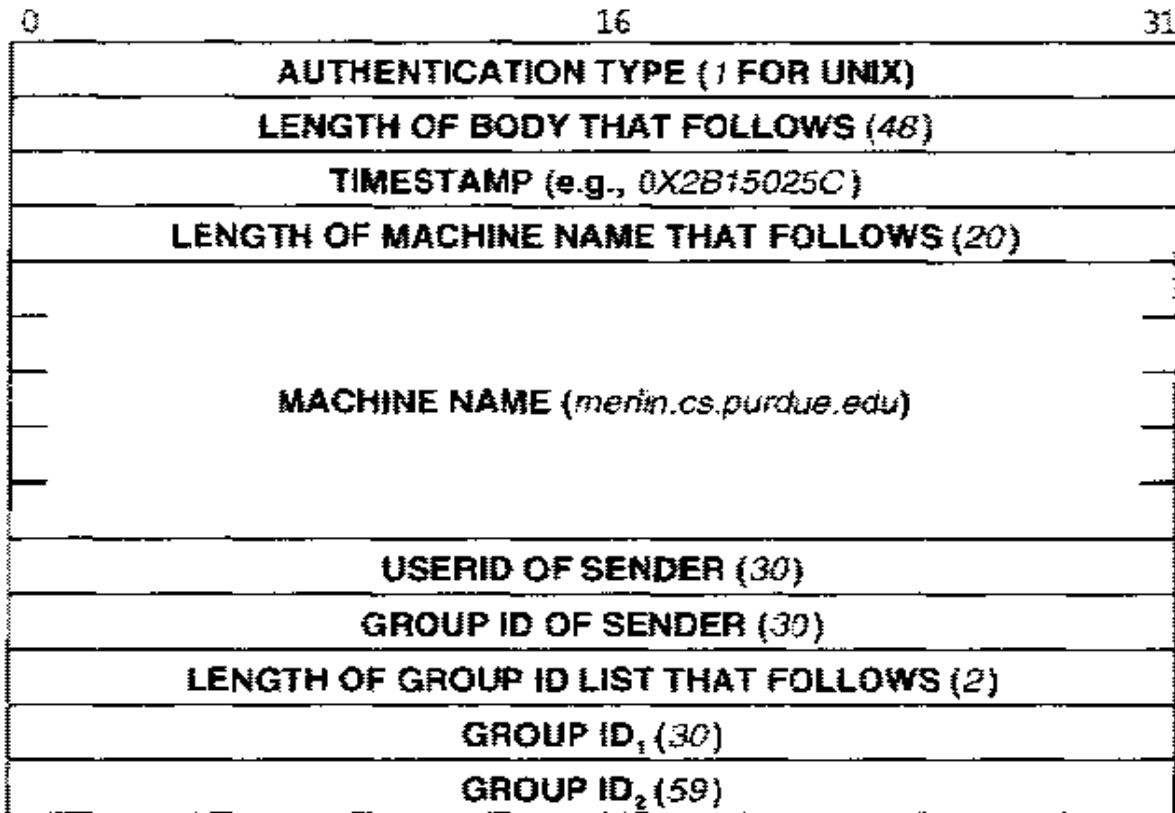 0 16 31
AUTHENTICATION TYPE (1 FOR UNIX)
LENGTH OF BODY THAT FOLLOWS (48)
TIMESTAMP (e.g., 0X2B15025C)
LENGTH OF MACHINE NAME THAT FOLLOWS (20)
MACHINE NAME (merlin.cs.purdue.edu)
USERID OF SENDER (30)
GROUP ID OF SENDER (30)
LENGTH OF GROUP ID LIST THAT FOLLOWS (2)
GROUP ID₁ (30)
GROUP ID₂ (59)